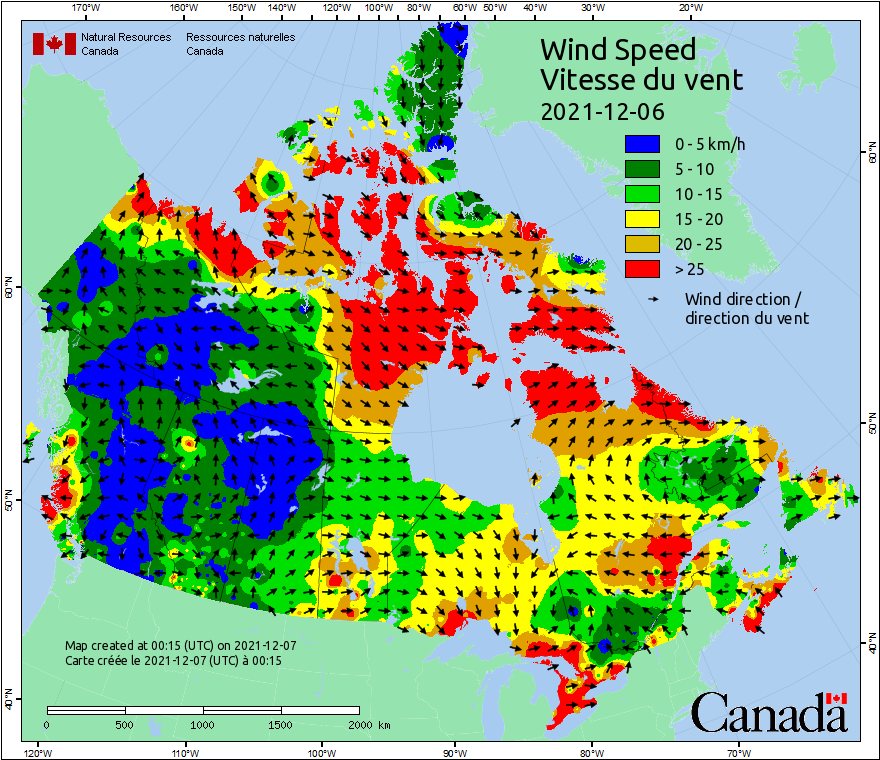 170°W 160°W 150°W 140°W 120°W 100°W 80°W 60°W 50°W 40°W 30°W 20°W
Natural Resources Ressources naturelles
Canada Canada
Wind Speed
Vitesse du vent
2021-12-06
0 - 5 km/h
5 - 10
10 - 15
15 - 20
20 - 25
> 25
Wind direction /
direction du vent
60°N
60°N
50°N
50°N
40°N
40°N
Map created at 00:15 (UTC) on 2021-12-07
Carte créée le 2021-12-07 (UTC) à 00:15
0 500 1000 1500 2000 km
Canada
120°W 110°W 100°W 90°W 80°W 70°W